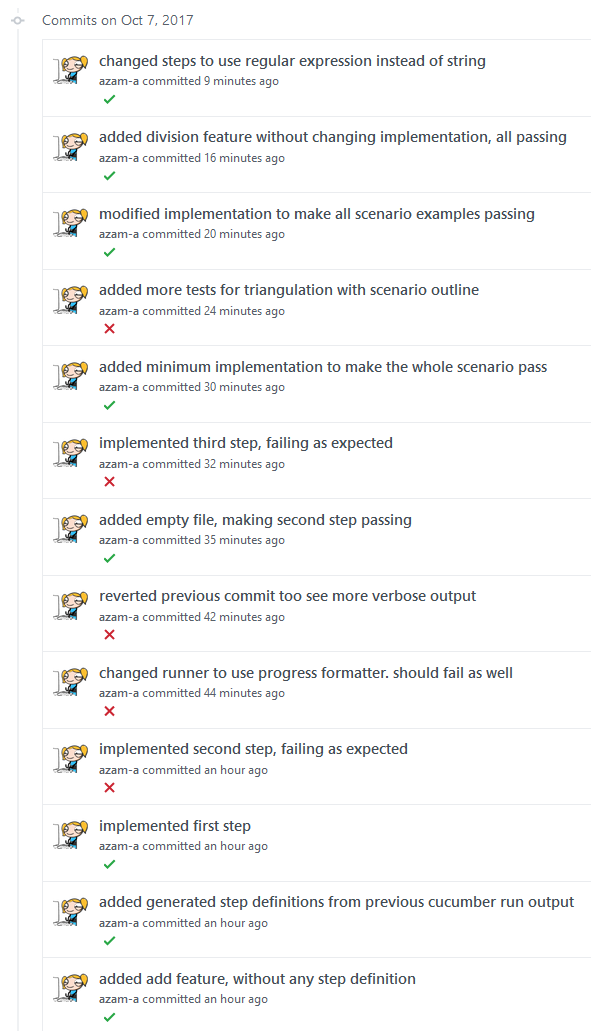 Commits on Oct 7, 2017
changed steps to use regular expression instead of string
azam-a committed 9 minutes ago
added division feature without changing implementation, all passing
azam-a committed 16 minutes ago
modified implementation to make all scenario examples passing
azam-a committed 20 minutes ago
added more tests for triangulation with scenario outline
azam-a committed 24 minutes ago
added minimum implementation to make the whole scenario pass
azam-a committed 30 minutes ago
implemented third step, failing as expected
azam-a committed 32 minutes ago
added empty file, making second step passing
azam-a committed 35 minutes ago
reverted previous commit too see more verbose output
azam-a committed 42 minutes ago
changed runner to use progress formatter. should fail as well
azam-a committed 44 minutes ago
implemented second step, failing as expected
azam-a committed an hour ago
implemented first step
azam-a committed an hour ago
added generated step definitions from previous cucumber run output
azam-a committed an hour ago
added add feature, without any step definition
azam-a committed an hour ago